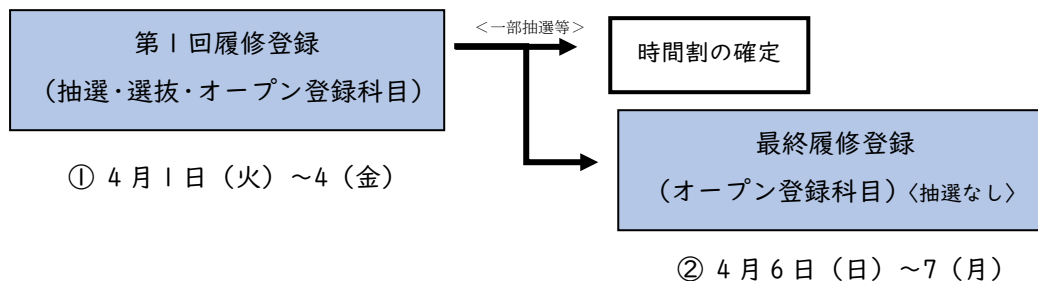 第1回履修登録
（抽選・選抜・オープン登録科目）
＜一部抽選等＞
時間割の確定
① 4月1日（火）～4（金）
最終履修登録
（オープン登録科目）〈抽選なし〉
② 4月6日（日）～7（月）